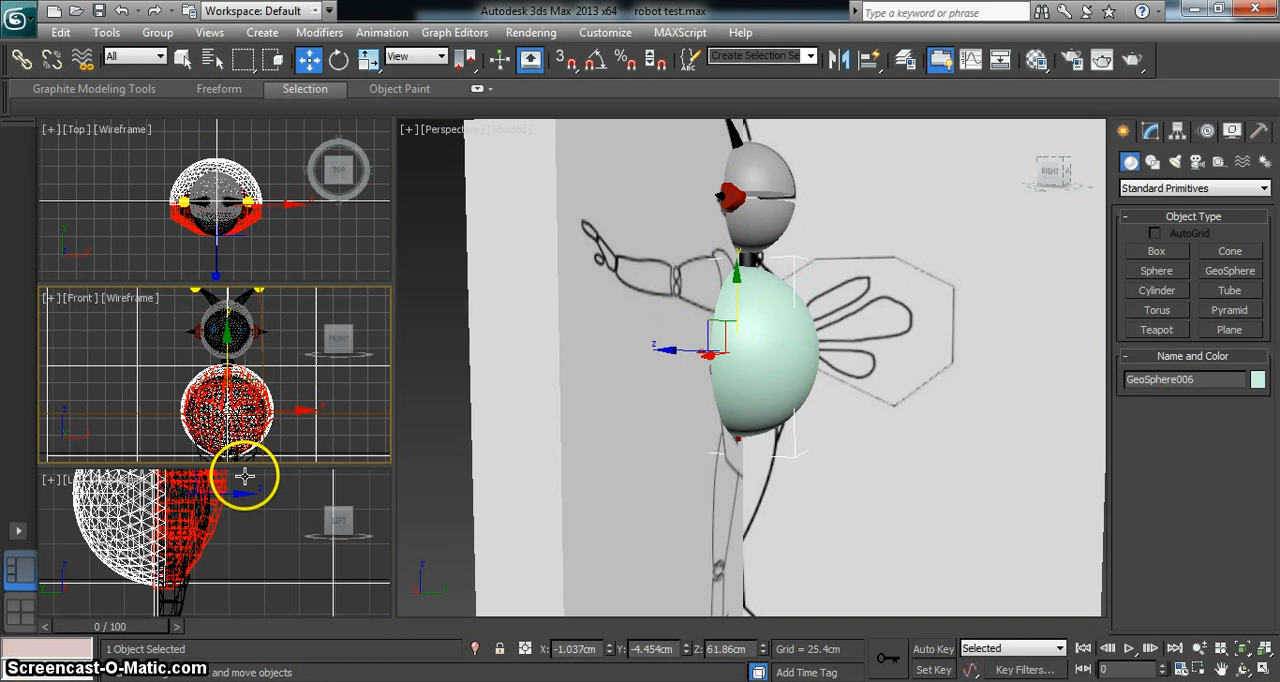 Workspace: Default
Autodesk 3ds Max 2013 x64 robot test.max
Type a keyword or phrase
Edit Tools Group Views Create Modifiers Animation Graph Editors Rendering Customize MAXScript Help
All View 3 Create Selection Se
Graphite Modeling Tools Freeform Selection Object Paint
[+][Top][Wireframe]
TOP
[+][Perspective][Shaded]
RIGHT
Standard Primitives
Object Type
AutoGrid
Box Cone
Sphere GeoSphere
Cylinder Tube
Torus Pyramid
Teapot Plane
Name and Color
GeoSphere006
[+][Front][Wireframe]
FRONT
LEFT
0 / 100
1 Object Selected
X: -1.037cm Y: -4.454cm Z: 61.86cm Grid = 25.4cm
Auto Key Selected
and move objects
Add Time Tag
Set Key Key Filters... 0
Screencast-O-Matic.com